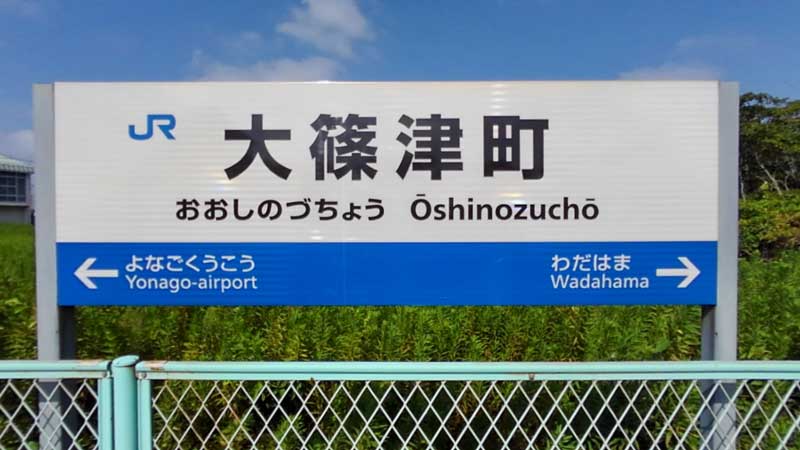 JR
大篠津町
おおしのづちょう Ōshinozuchō
← よなごくうこう
Yonago-airport
わだはま →
Wadahama